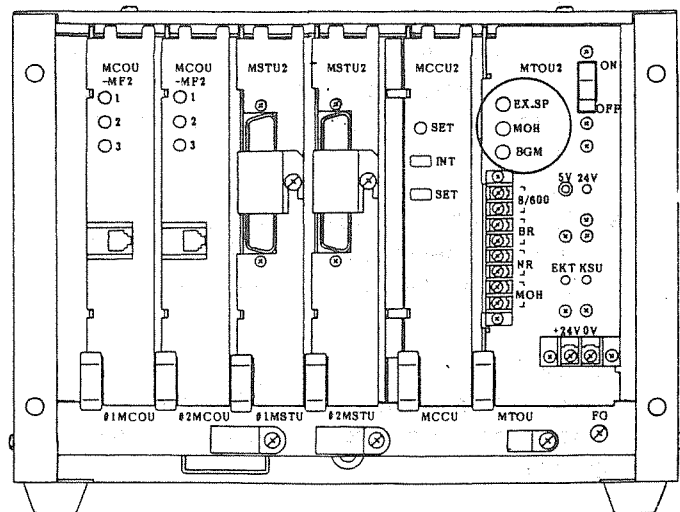 MCOU
-MF2
1
2
3
MCOU
-MF2
1
2
3
MSTU2
MSTU2
MCCU2
SET
INT
SET
MTOU2
EX.SP
MOH
BGM
ON
OFF
5V 24V
8/600
BR
NR
MOH
EKT KSU
+24V 0V
#1MCOU
#2MCOU
#1MSTU
#2MSTU
MCCU
MTOU
FG